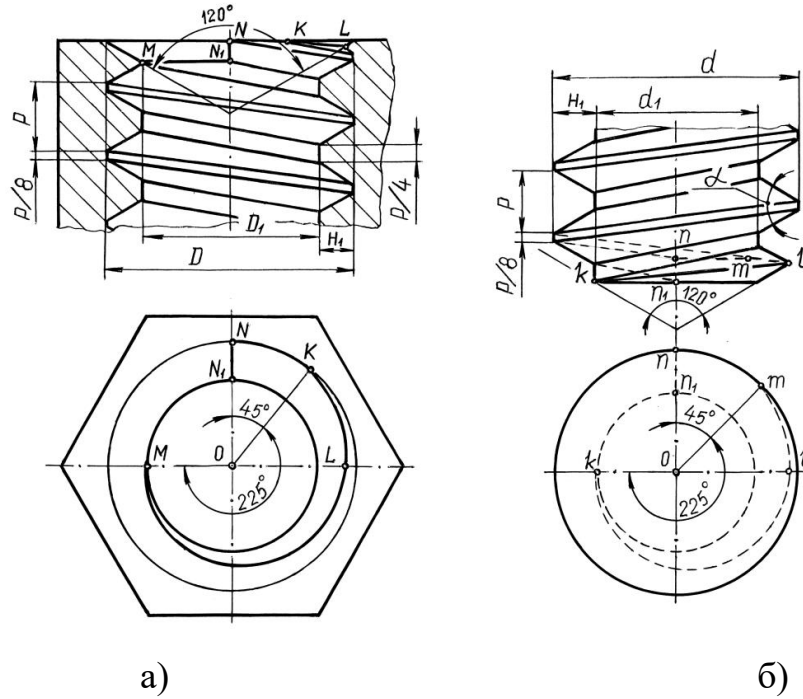 120°
N
K
L
M
N₁
P
P/8
P/4
D₁
H₁
D
N
K
N₁
45°
M
O
L
225°
а)
d
H₁
d₁
α
P
P/8
n
m
l
k
n₁
120°
n
m
n₁
45°
k
O
l
225°
б)